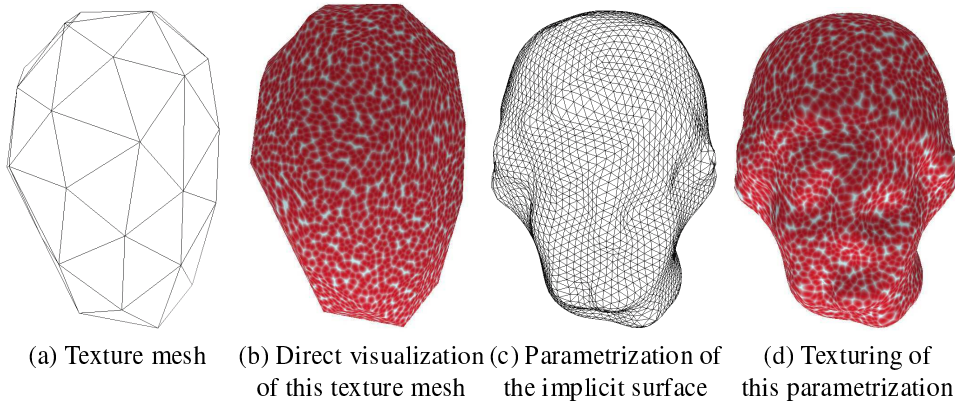 (a) Texture mesh
(b) Direct visualization
of this texture mesh
(c) Parametrization of
the implicit surface
(d) Texturing of
this parametrization